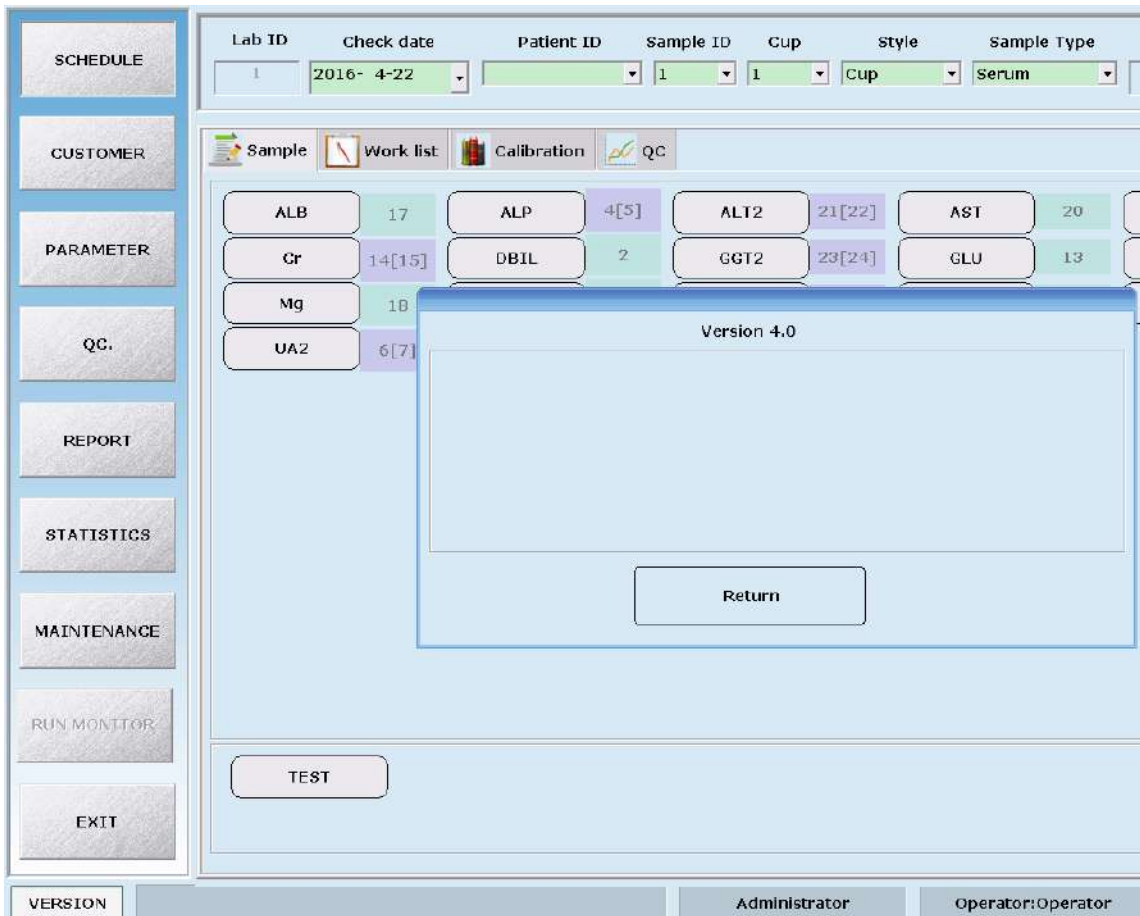 SCHEDULE
CUSTOMER
PARAMETER
QC.
REPORT
STATISTICS
MAINTENANCE
RUN MONITOR
EXIT
VERSION
Lab ID Check date Patient ID Sample ID Cup Style Sample Type
1 2016- 4-22 1 1 Cup Serum
Sample Work list Calibration QC
ALB 17 ALP 4[5] ALT2 21[22] AST 20
Cr 14[15] DBIL 2 GGT2 23[24] GLU 13
Mg 18
UA2 6[7]
Version 4.0
Return
TEST
Administrator Operator:Operator